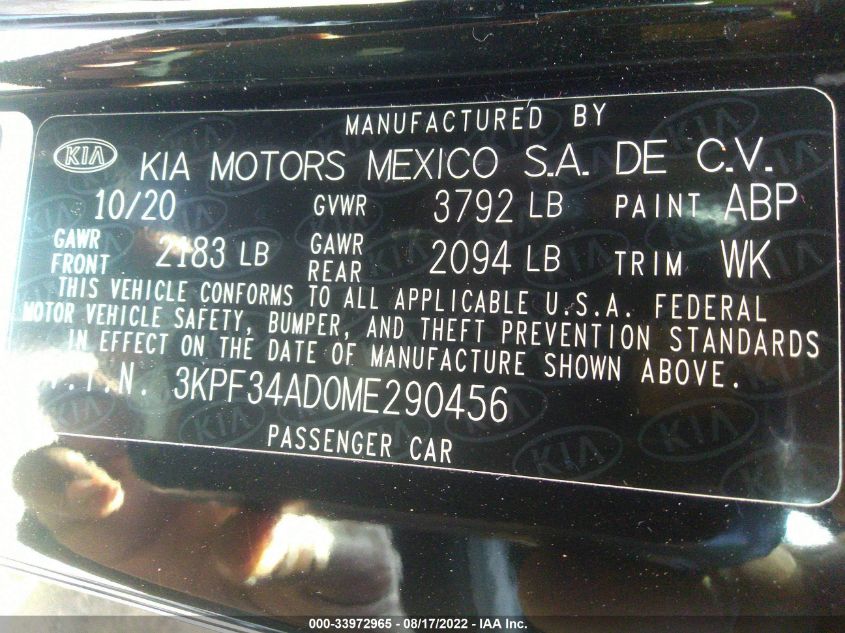 MANUFACTURED BY
KIA KIA MOTORS MEXICO S.A. DE C.V.
10/20 GVWR 3792 LB PAINT ABP
GAWR FRONT 2183 LB GAWR REAR 2094 LB TRIM WK
THIS VEHICLE CONFORMS TO ALL APPLICABLE U.S.A. FEDERAL
MOTOR VEHICLE SAFETY, BUMPER, AND THEFT PREVENTION STANDARDS
IN EFFECT ON THE DATE OF MANUFACTURE SHOWN ABOVE.
V.I.N. 3KPF34AD0ME290456
PASSENGER CAR
000-33972965 - 08/17/2022 - IAA Inc.